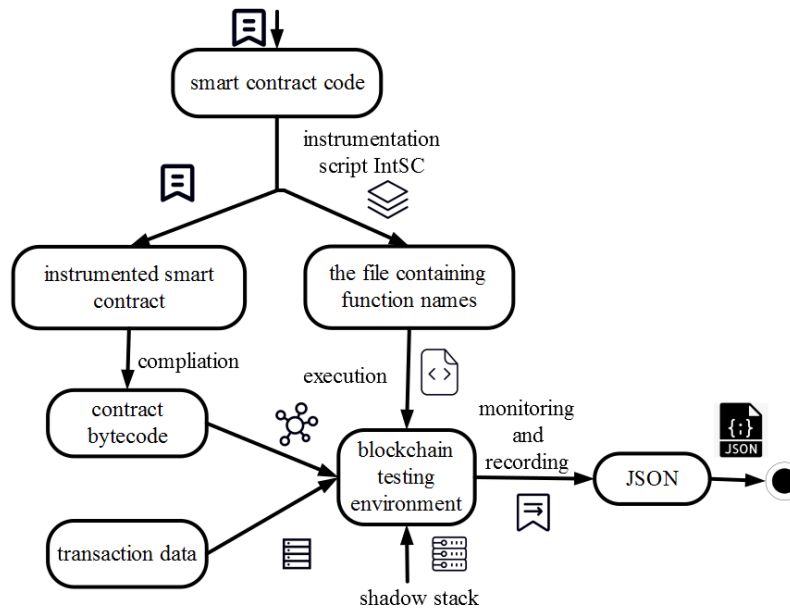 smart contract code
instrumentation
script IntSC
instrumented smart
contract
the file containing
function names
compliation
execution
contract
bytecode
monitoring
and
recording
{;}
JSON
blockchain
testing
environment
JSON
transaction data
shadow stack